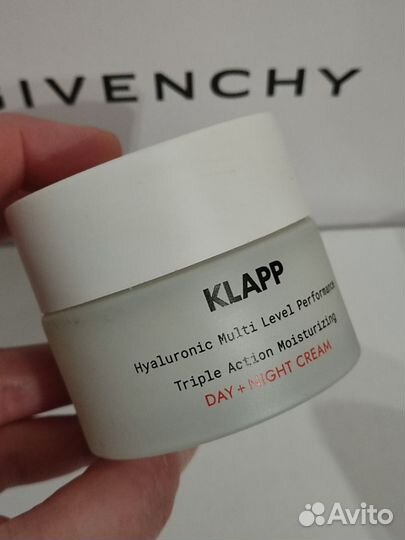 GIVENCHY
KLAPP
Hyaluronic Multi Level Performance
Triple Action Moisturizing
DAY + NIGHT CREAM
Avito